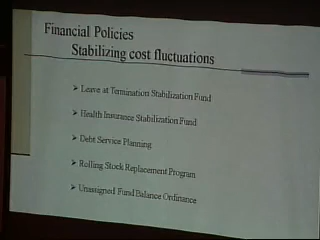 Financial Policies
Stabilizing cost fluctuations
Leave at Termination Stabilization Fund
Health Insurance Stabilization Fund
Debt Service Planning
Rolling Stock Replacement Program
Unassigned Fund Balance Ordinance